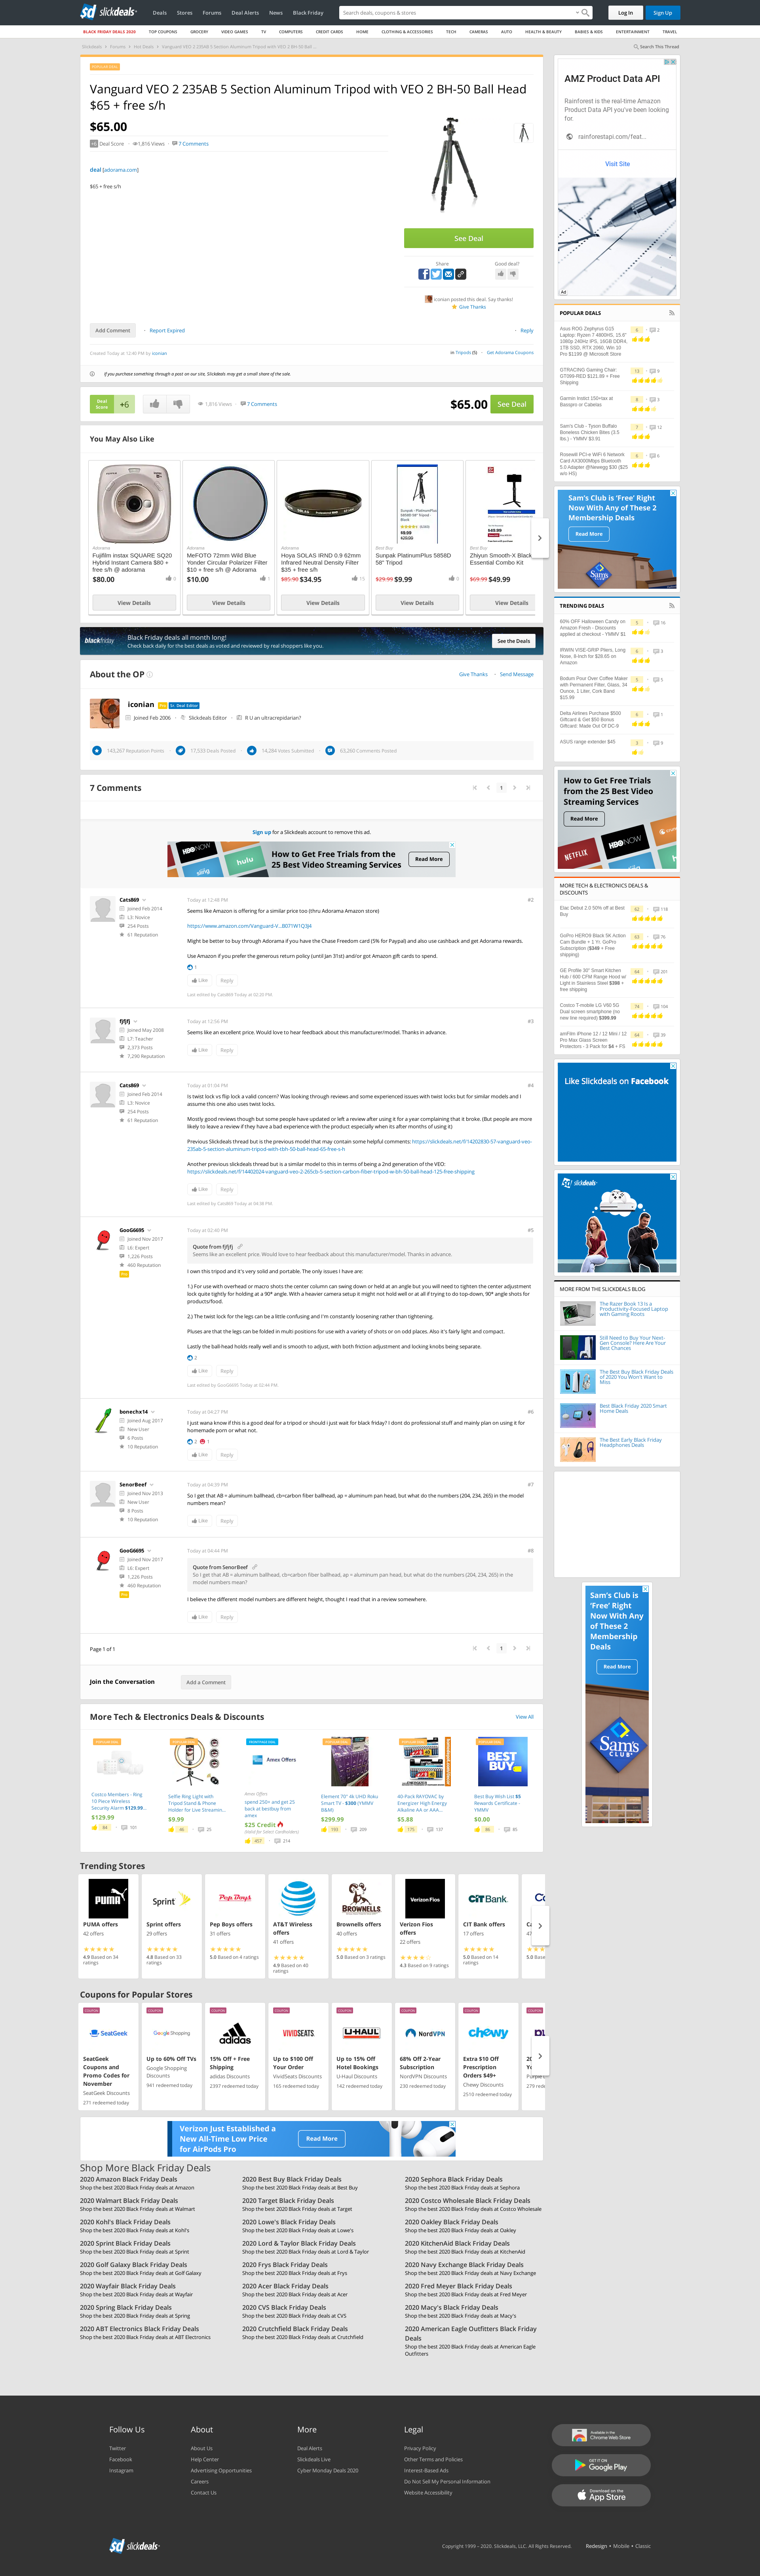 slickdeals
Deals Stores Forums Deal Alerts News Black Friday
Search deals, coupons & stores
Log In Sign Up
BLACK FRIDAY DEALS 2020 TOP COUPONS GROCERY VIDEO GAMES TV COMPUTERS CREDIT CARDS HOME CLOTHING & ACCESSORIES TECH CAMERAS AUTO HEALTH & BEAUTY BABIES & KIDS ENTERTAINMENT TRAVEL
Search This Thread
Vanguard VEO 2 235AB 5 Section Aluminum Tripod with VEO 2 BH-50 Ball Head
$65 + free s/h
$65.00
+6 Deal Score 1,816 Views 7 Comments
deal [adorama.com]
$65 + free s/h
See Deal
Share Good deal?
iconian posted this deal. Say thanks!
Give Thanks
Add Comment Report Expired Reply
Created Today at 12:40 PM by iconian
Tripods (5) Get Adorama Coupons
If you purchase something through a post on our site, Slickdeals may get a small share of the sale.
Deal
Score +6 1,816 Views 7 Comments $65.00 See Deal
You May Also Like
Adorama
Fujifilm instax SQUARE SQ20
Hybrid Instant Camera $80 +
free s/h @ adorama
$80.00
View Details
Adorama
MeFOTO 72mm Wild Blue
Yonder Circular Polarizer Filter
$10 + free s/h @ Adorama
$10.00
View Details
Adorama
Hoya SOLAS IRND 0.9 62mm
Infrared Neutral Density Filter
$35 + free s/h
$85.90 $34.95
View Details
Best Buy
Sunpak PlatinumPlus 5858D
58" Tripod
$29.99 $9.99
View Details
Best Buy
Zhiyun Smooth-X Black
Essential Combo Kit
$69.99 $49.99
View Details
blackfriday
Black Friday deals all month long!
Check back daily for the best deals as voted and reviewed by real shoppers like you.
See the Deals
About the OP
Give Thanks Send Message
iconian Pro Sr. Deal Editor
Joined Feb 2006 Slickdeals Editor R U an ultracrepidarian?
143,267 Reputation Points 17,533 Deals Posted 14,284 Votes Submitted 63,260 Comments Posted
7 Comments
1
Sign up for a Slickdeals account to remove this ad.
How to Get Free Trials from the
25 Best Video Streaming Services
Read More
Cats869
Joined Feb 2014
L3: Novice
254 Posts
61 Reputation
Today at 12:48 PM #2
Seems like Amazon is offering for a similar price too (thru Adorama Amazon store)
https://www.amazon.com/Vanguard-V...B071W1Q3J4
Might be better to buy through Adorama if you have the Chase Freedom card (5% for Paypal) and also use cashback and get Adorama rewards.
Use Amazon if you prefer the generous return policy (until Jan 31st) and/or got Amazon gift cards to spend.
1
Like Reply
Last edited by Cats869 Today at 02:20 PM.
fjfjfj
Joined May 2008
L7: Teacher
2,373 Posts
7,290 Reputation
Today at 12:56 PM #3
Seems like an excellent price. Would love to hear feedback about this manufacturer/model. Thanks in advance.
Like Reply
Cats869
Joined Feb 2014
L3: Novice
254 Posts
61 Reputation
Today at 01:04 PM #4
Is twist lock vs flip lock a valid concern? Was looking through reviews and some experienced issues with twist locks but for similar models and I
assume this one also uses twist locks.
Mostly good reviews though but some people have updated or left a review after using it for a year complaining that it broke. (But people are more
likely to leave a review if they have a bad experience with the product especially when its after months of using it)
Previous Slickdeals thread but is the previous model that may contain some helpful comments: https://slickdeals.net/f/14202830-57-vanguard-veo-
235ab-5-section-aluminum-tripod-with-tbh-50-ball-head-65-free-s-h
Another previous slickdeals thread but is a similar model to this in terms of being a 2nd generation of the VEO:
https://slickdeals.net/f/14402024-vanguard-veo-2-265cb-5-section-carbon-fiber-tripod-w-bh-50-ball-head-125-free-shipping
Like Reply
Last edited by Cats869 Today at 04:38 PM.
GooG6695
Joined Nov 2017
L6: Expert
1,226 Posts
460 Reputation
Pro
Today at 02:40 PM #5
Quote from fjfjfj
Seems like an excellent price. Would love to hear feedback about this manufacturer/model. Thanks in advance.
I own this tripod and it's very solid and portable. The only issues I have are:
1.) For use with overhead or macro shots the center column can swing down or held at an angle but you will need to tighten the center adjustment
knob quite tightly for holding at a 90° angle. With a heavier camera setup it might not hold well and or if all trying to do top-down, 90° angle shots for
products/food.
2.) The twist lock for the legs can be a little confusing and I'm constantly loosening rather than tightening.
Pluses are that the legs can be folded in multi positions for use with a variety of short or odd places. Also it's fairly light and compact.
Lastly the ball-head holds really well and is smooth to adjust, with both friction adjustment and locking knobs being separate.
2
Like Reply
Last edited by GooG6695 Today at 02:44 PM.
bonechx14
Joined Aug 2017
New User
6 Posts
10 Reputation
Today at 04:27 PM #6
I just wana know if this is a good deal for a tripod or should i just wait for black friday? I dont do professional stuff and mainly plan on using it for
homemade porn or what not.
2 1
Like Reply
SenorBeef
Joined Nov 2013
New User
8 Posts
10 Reputation
Today at 04:39 PM #7
So I get that AB = aluminum ballhead, cb=carbon fiber ballhead, ap = aluminum pan head, but what do the numbers (204, 234, 265) in the model
numbers mean?
Like Reply
GooG6695
Joined Nov 2017
L6: Expert
1,226 Posts
460 Reputation
Pro
Today at 04:44 PM #8
Quote from SenorBeef
So I get that AB = aluminum ballhead, cb=carbon fiber ballhead, ap = aluminum pan head, but what do the numbers (204, 234, 265) in the
model numbers mean?
I believe the different model numbers are different height, thought I read that in a review somewhere.
Like Reply
Page 1 of 1
1
Join the Conversation Add a Comment
More Tech & Electronics Deals & Discounts View All
Costco Members - Ring
10 Piece Wireless
Security Alarm $129.99...
$129.99
84 101
Selfie Ring Light with
Tripod Stand & Phone
Holder for Live Streamin...
$9.99
46 25
Amex Offers
Amex Offers
spend 250+ and get 25
back at bestbuy from
amex
$25 Credit
457 214
Element 70" 4k UHD Roku
Smart TV - $300 (YMMV
B&M)
$299.99
193 209
40-Pack RAYOVAC by
Energizer High Energy
Alkaline AA or AAA...
$5.88
175 137
Best Buy Wish List $5
Rewards Certificate -
YMMV
$0.00
86 85
Trending Stores
PUMA offers
42 offers
4.9 Based on 34
ratings
Sprint offers
29 offers
4.8 Based on 33
ratings
Pep Boys offers
31 offers
5.0 Based on 4 ratings
AT&T Wireless
offers
41 offers
4.9 Based on 40
ratings
Brownells offers
40 offers
5.0 Based on 3 ratings
Verizon Fios
offers
22 offers
4.3 Based on 9 ratings
CIT Bank offers
17 offers
5.0 Based on 14
ratings
Coupons for Popular Stores
SeatGeek
Coupons and
Promo Codes for
November
SeatGeek Discounts
271 redeemed today
Up to 60% Off TVs
Google Shopping
Discounts
941 redeemed today
15% Off + Free
Shipping
adidas Discounts
2397 redeemed today
Up to $100 Off
Your Order
VividSeats Discounts
165 redeemed today
Up to 15% Off
Hotel Bookings
U-Haul Discounts
142 redeemed today
68% Off 2-Year
Subscription
NordVPN Discounts
230 redeemed today
Extra $10 Off
Prescription
Orders $49+
Chewy Discounts
2510 redeemed today
Verizon Just Established a
New All-Time Low Price
for AirPods Pro
Read More
Shop More Black Friday Deals
2020 Amazon Black Friday Deals
Shop the best 2020 Black Friday deals at Amazon
2020 Best Buy Black Friday Deals
Shop the best 2020 Black Friday deals at Best Buy
2020 Sephora Black Friday Deals
Shop the best 2020 Black Friday deals at Sephora
2020 Walmart Black Friday Deals
Shop the best 2020 Black Friday deals at Walmart
2020 Target Black Friday Deals
Shop the best 2020 Black Friday deals at Target
2020 Costco Wholesale Black Friday Deals
Shop the best 2020 Black Friday deals at Costco Wholesale
2020 Kohl's Black Friday Deals
Shop the best 2020 Black Friday deals at Kohl's
2020 Lowe's Black Friday Deals
Shop the best 2020 Black Friday deals at Lowe's
2020 Oakley Black Friday Deals
Shop the best 2020 Black Friday deals at Oakley
2020 Sprint Black Friday Deals
Shop the best 2020 Black Friday deals at Sprint
2020 Lord & Taylor Black Friday Deals
Shop the best 2020 Black Friday deals at Lord & Taylor
2020 KitchenAid Black Friday Deals
Shop the best 2020 Black Friday deals at KitchenAid
2020 Golf Galaxy Black Friday Deals
Shop the best 2020 Black Friday deals at Golf Galaxy
2020 Frys Black Friday Deals
Shop the best 2020 Black Friday deals at Frys
2020 Navy Exchange Black Friday Deals
Shop the best 2020 Black Friday deals at Navy Exchange
2020 Wayfair Black Friday Deals
Shop the best 2020 Black Friday deals at Wayfair
2020 Acer Black Friday Deals
Shop the best 2020 Black Friday deals at Acer
2020 Fred Meyer Black Friday Deals
Shop the best 2020 Black Friday deals at Fred Meyer
2020 Spring Black Friday Deals
Shop the best 2020 Black Friday deals at Spring
2020 CVS Black Friday Deals
Shop the best 2020 Black Friday deals at CVS
2020 Macy's Black Friday Deals
Shop the best 2020 Black Friday deals at Macy's
2020 ABT Electronics Black Friday Deals
Shop the best 2020 Black Friday deals at ABT Electronics
2020 Crutchfield Black Friday Deals
Shop the best 2020 Black Friday deals at Crutchfield
2020 American Eagle Outfitters Black Friday
Deals
Shop the best 2020 Black Friday deals at American Eagle
Outfitters
AMZ Product Data API
Rainforest is the real-time Amazon
Product Data API you've been looking
for.
rainforestapi.com/feat...
Visit Site
Ad
POPULAR DEALS
Asus ROG Zephyrus G15
Laptop: Ryzen 7 4800HS, 15.6"
1080p 240Hz IPS, 16GB DDR4,
1TB SSD, RTX 2060, Win 10
Pro $1199 @ Microsoft Store
GTRACING Gaming Chair:
GT099-RED $121.89 + Free
Shipping
Garmin Instict 150+tax at
Basspro or Cabelas
Sam's Club - Tyson Buffalo
Boneless Chicken Bites (3.5
lbs.) - YMMV $3.91
Rosewill PCI-e WiFi 6 Network
Card AX3000Mbps Bluetooth
5.0 Adapter @Newegg $30 ($25
w/o HS)
Sam's Club is 'Free' Right
Now With Any of These 2
Membership Deals
Read More
TRENDING DEALS
60% OFF Halloween Candy on
Amazon Fresh - Discounts
applied at checkout - YMMV $1
IRWIN VISE-GRIP Pliers, Long
Nose, 6-Inch for $28.65 on
Amazon
Bodum Pour Over Coffee Maker
with Permanent Filter, Glass, 34
Ounce, 1 Liter, Cork Band
$15.99
Delta Airlines Purchase $500
Giftcard & Get $50 Bonus
Giftcard: Made Out Of DC-9
ASUS range extender $45
How to Get Free Trials
from the 25 Best Video
Streaming Services
Read More
MORE TECH & ELECTRONICS DEALS &
DISCOUNTS
Elac Debut 2.0 50% off at Best
Buy
GoPro HERO9 Black 5K Action
Cam Bundle + 1 Yr. GoPro
Subscription ($349 + Free
shipping)
GE Profile 30" Smart Kitchen
Hub / 600 CFM Range Hood w/
Light in Stainless Steel $398 +
free shipping
Costco T-mobile LG V60 5G
Dual screen smartphone (no
new line required) $399.99
amFilm iPhone 12 / 12 Mini / 12
Pro Max Glass Screen
Protectors - 3 Pack for $4 + FS
Like Slickdeals on Facebook
slickdeals
MORE FROM THE SLICKDEALS BLOG
The Razer Book 13 Is a
Productivity-Focused Laptop
with Gaming Roots
Still Need to Buy Your Next-
Gen Console? Here Are Your
Best Chances
The Best Buy Black Friday Deals
of 2020 You Won't Want to
Miss
Best Black Friday 2020 Smart
Home Deals
The Best Early Black Friday
Headphones Deals
Sam's Club is
'Free' Right
Now With Any
of These 2
Membership
Deals
Read More
Sam's
CLUB
Follow Us About More Legal
Twitter About Us Deal Alerts Privacy Policy
Facebook Help Center Slickdeals Live Other Terms and Policies
Instagram Advertising Opportunities Cyber Monday Deals 2020 Interest-Based Ads
Careers Do Not Sell My Personal Information
Contact Us Website Accessibility
Available in the
Chrome Web Store
GET IT ON
Google Play
Download on the
App Store
slickdeals
Copyright 1999 - 2020. Slickdeals, LLC. All Rights Reserved. Redesign • Mobile • Classic